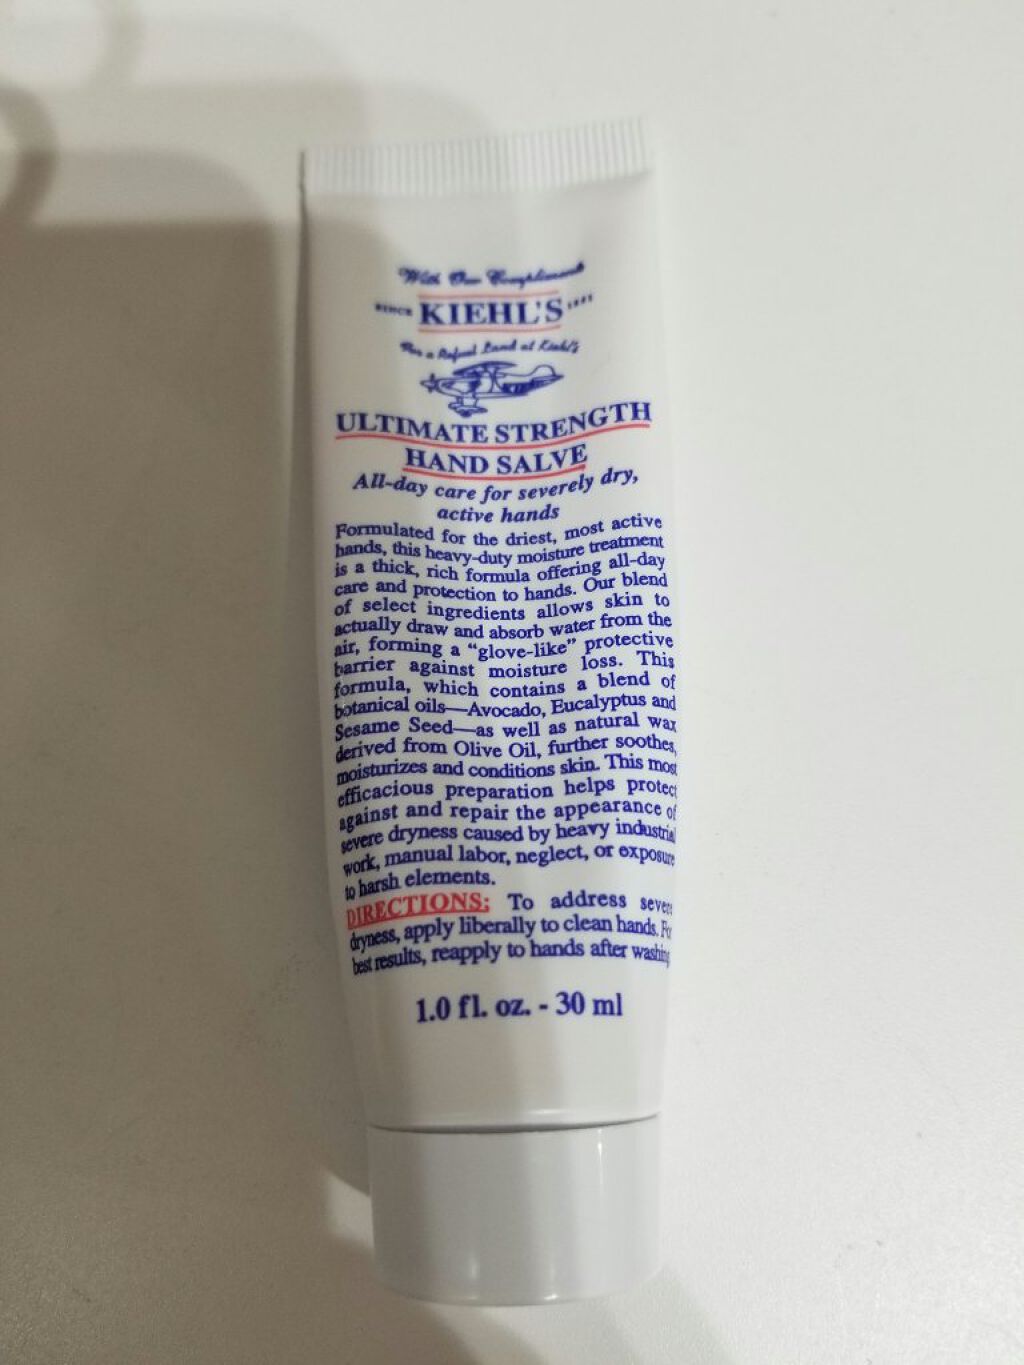 With Our Compliments
SINCE KIEHL'S 1851
For a Refuel Land at Kiehl's
ULTIMATE STRENGTH
HAND SALVE
All-day care for severely dry,
active hands
Formulated for the driest, most active
hands, this heavy-duty moisture treatment
is a thick, rich formula offering all-day
care and protection to hands. Our blend
of select ingredients allows skin to
actually draw and absorb water from the
air, forming a “glove-like” protective
barrier against moisture loss. This
formula, which contains a blend of
botanical oils—Avocado, Eucalyptus and
Sesame Seed—as well as natural wax
derived from Olive Oil, further soothes,
moisturizes and conditions skin. This most
efficacious preparation helps protect
against and repair the appearance of
severe dryness caused by heavy industrial
work, manual labor, neglect, or exposure
to harsh elements.
DIRECTIONS: To address severe
dryness, apply liberally to clean hands. For
best results, reapply to hands after washing
1.0 fl. oz. - 30 ml